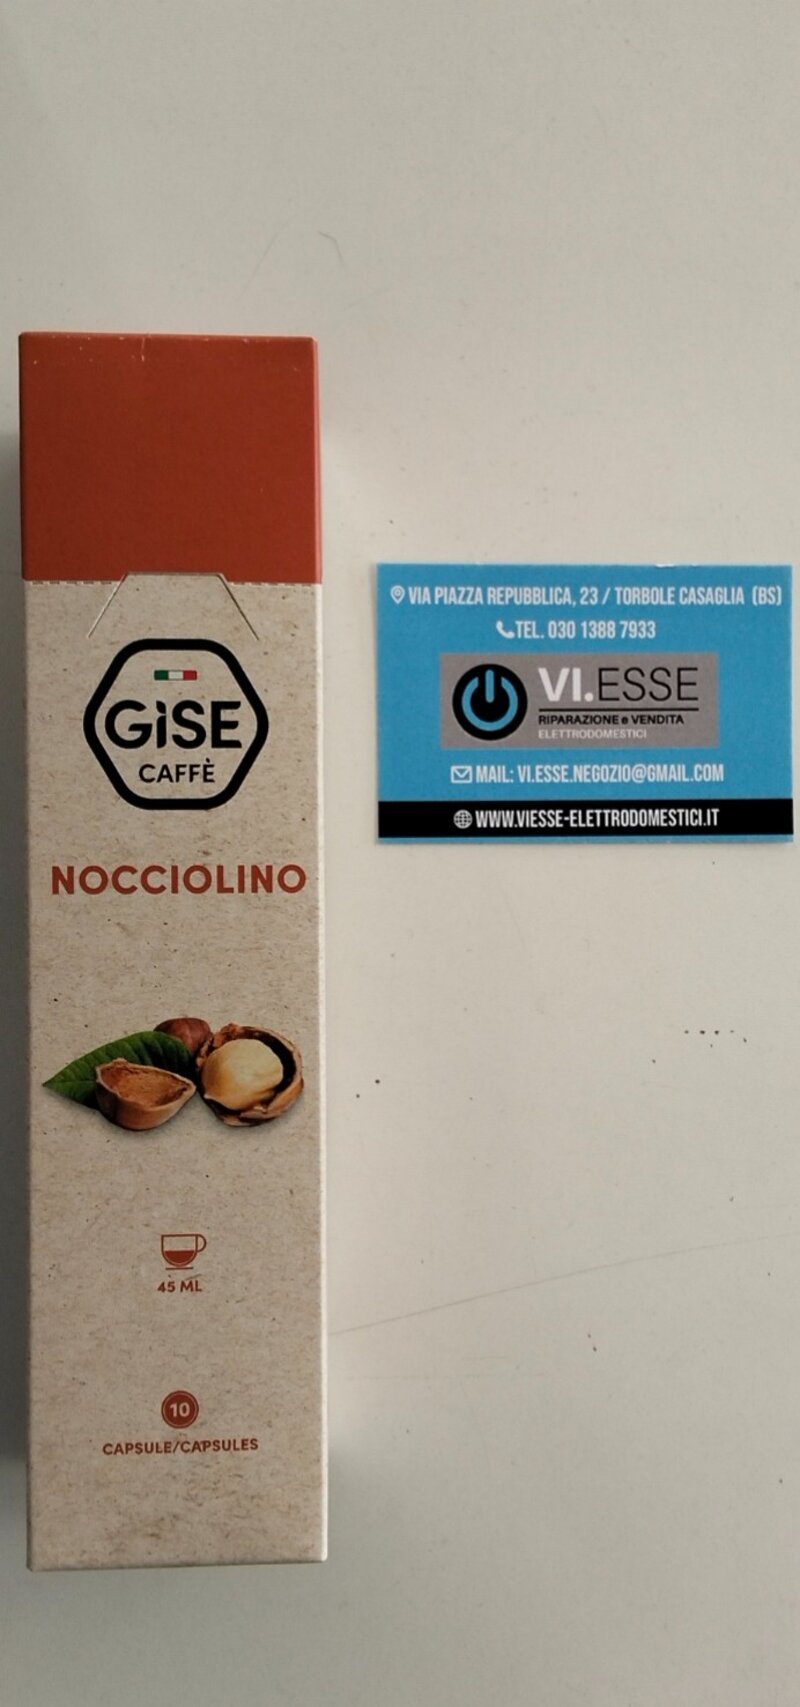 GiSE
CAFFÈ
NOCCIOLINO
45 ML
10
CAPSULE/CAPSULES
VIA PIAZZA REPUBBLICA, 23 / TORBOLE CASAGLIA (BS)
TEL. 030 1388 7933
VI.ESSE
RIPARAZIONE e VENDITA
ELETTRODOMESTICI
MAIL: VI.ESSE.NEGOZIO@GMAIL.COM
WWW.VIESSE-ELETTRODOMESTICI.IT